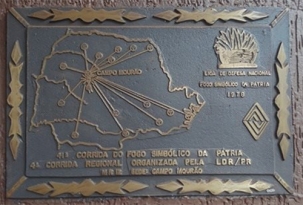 CAMPO MOURÃO
LIGA DE DEFESA NACIONAL
FOGO SIMBÓLICO DA PÁTRIA
1978
CORRIDA DO FOGO SIMBÓLICO DA PÁTRIA
CORRIDA REGIONAL ORGANIZADA PELA LDN/PR
CAMPO MOURÃO